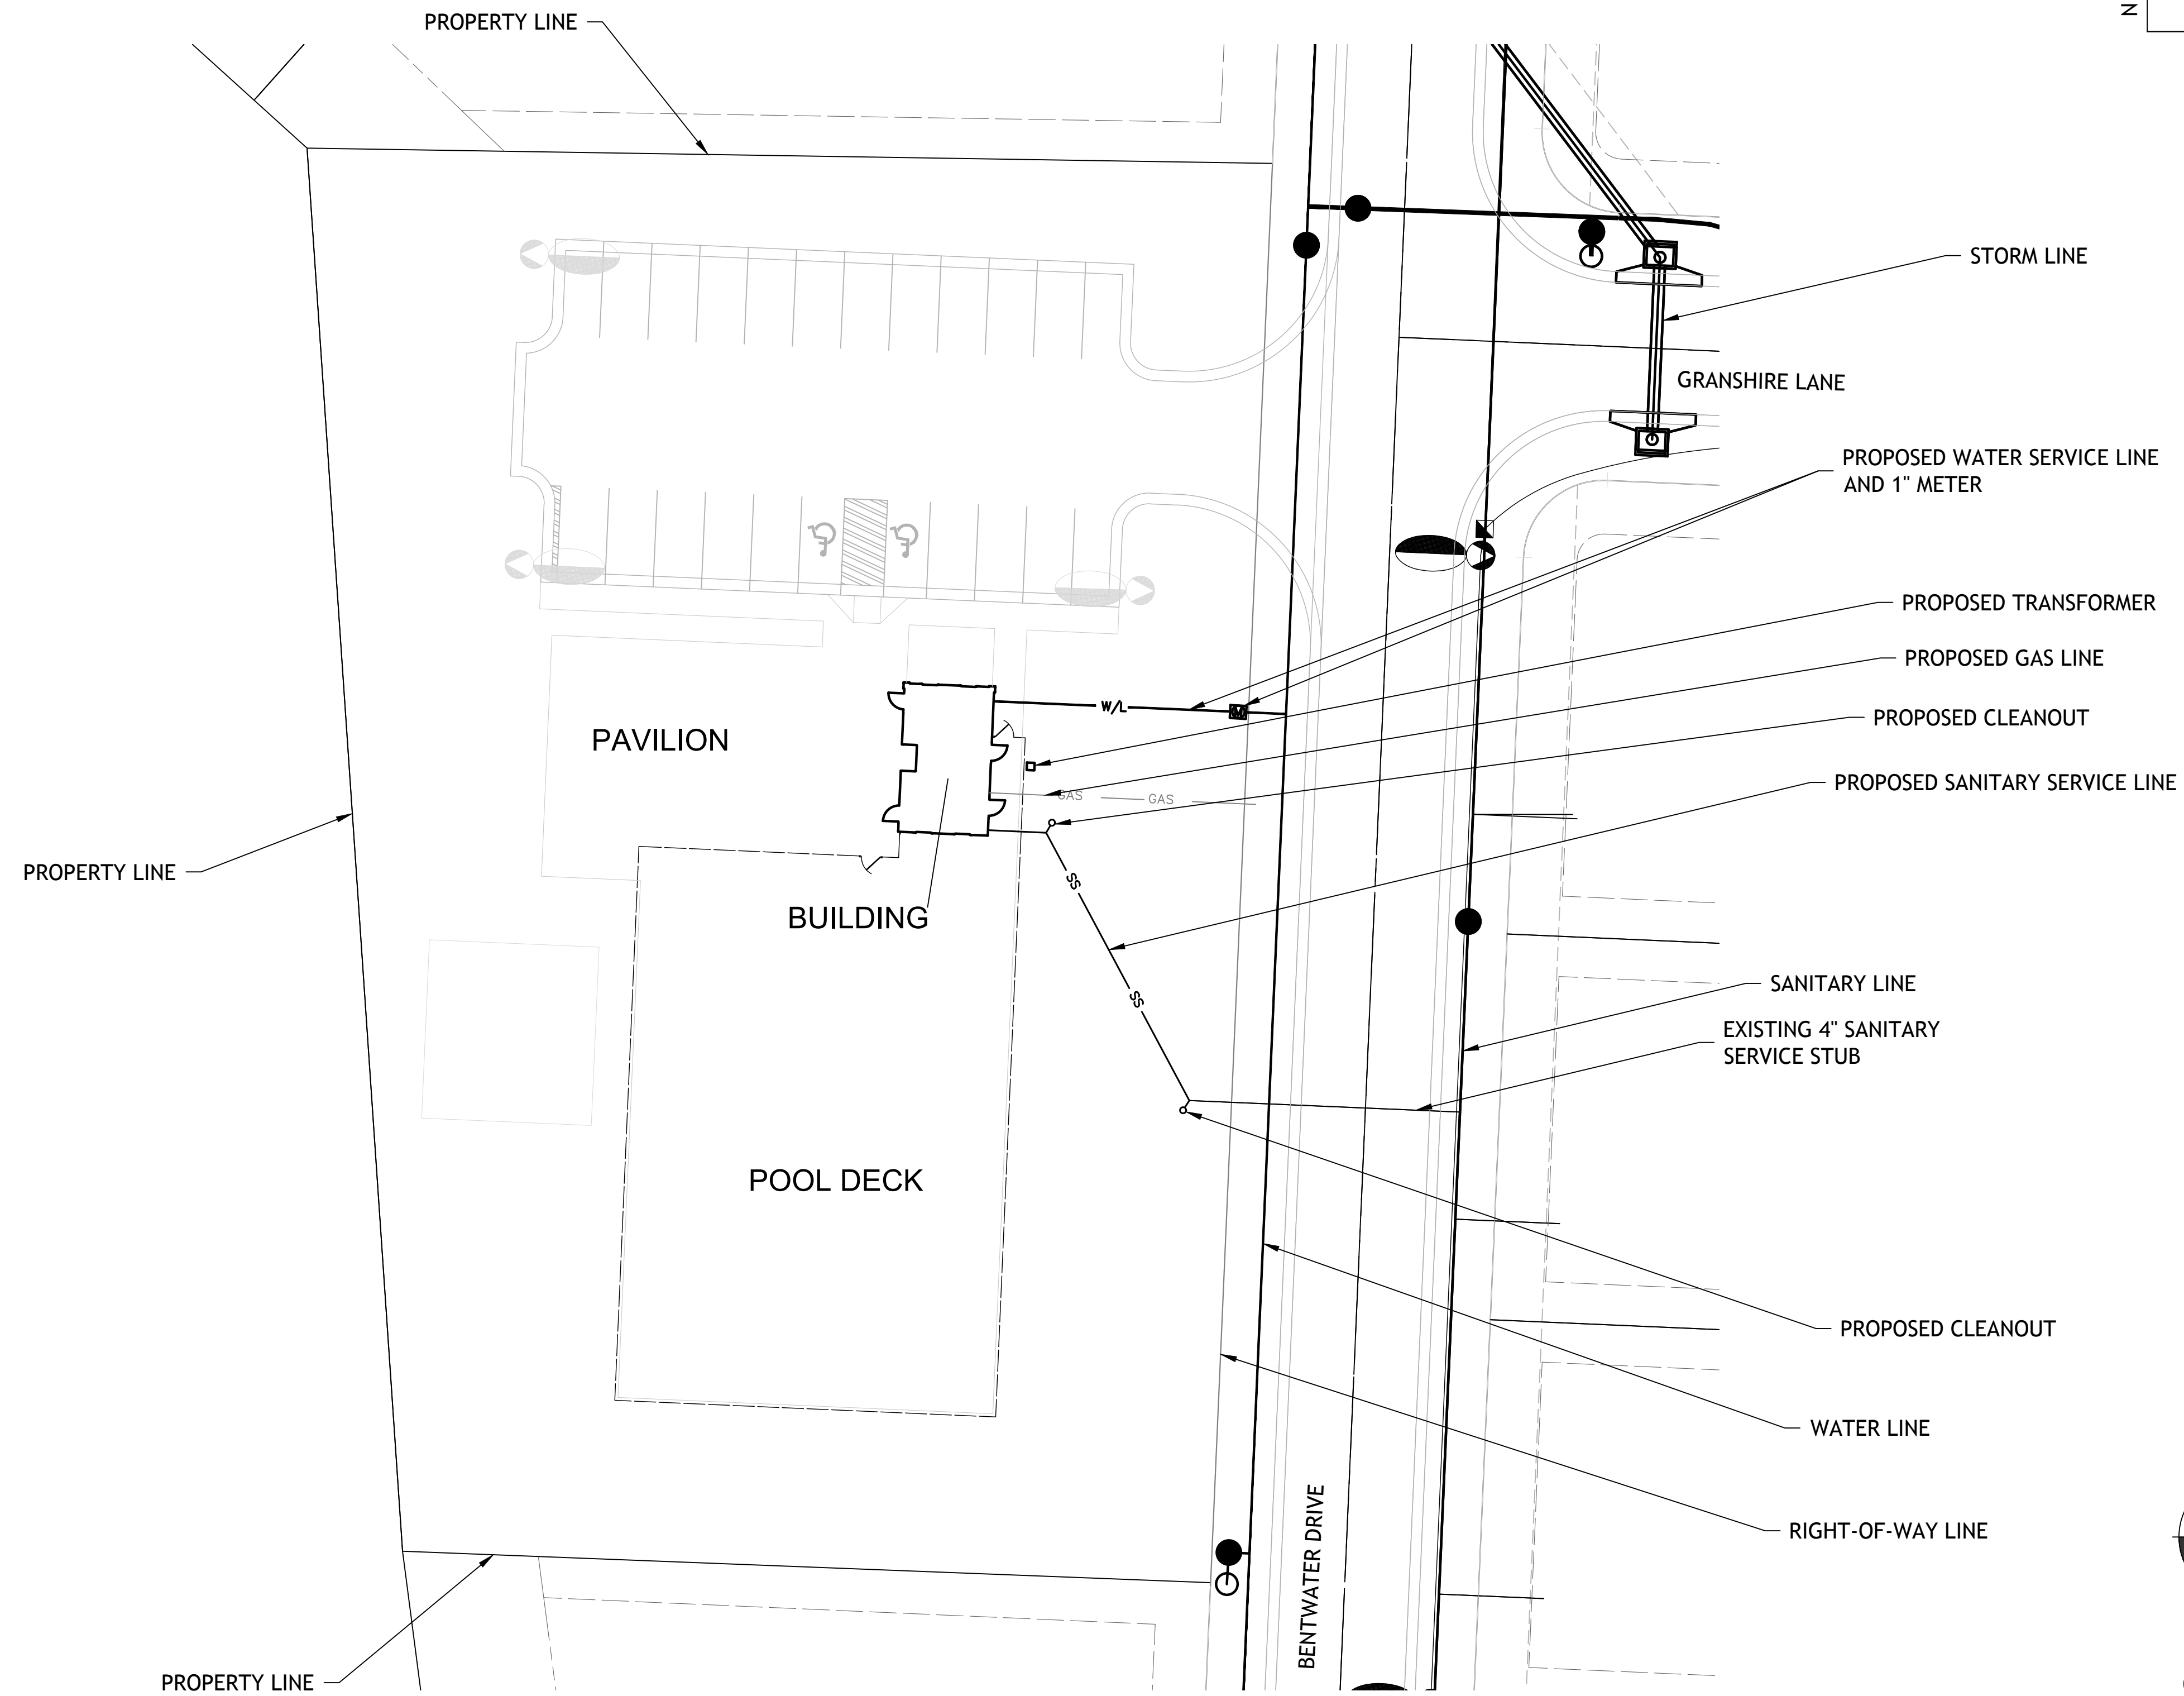 PROPERTY LINE
N
STORM LINE
GRANSHIRE LANE
PROPOSED WATER SERVICE LINE
AND 1" METER
PROPOSED TRANSFORMER
PROPOSED GAS LINE
W/L
M
PROPOSED CLEANOUT
PAVILION
PROPOSED SANITARY SERVICE LINE
GAS GAS
PROPERTY LINE
SS
BUILDING
SANITARY LINE
SS
EXISTING 4" SANITARY
SERVICE STUB
POOL DECK
PROPOSED CLEANOUT
WATER LINE
RIGHT-OF-WAY LINE
BENTWATER DRIVE
PROPERTY LINE